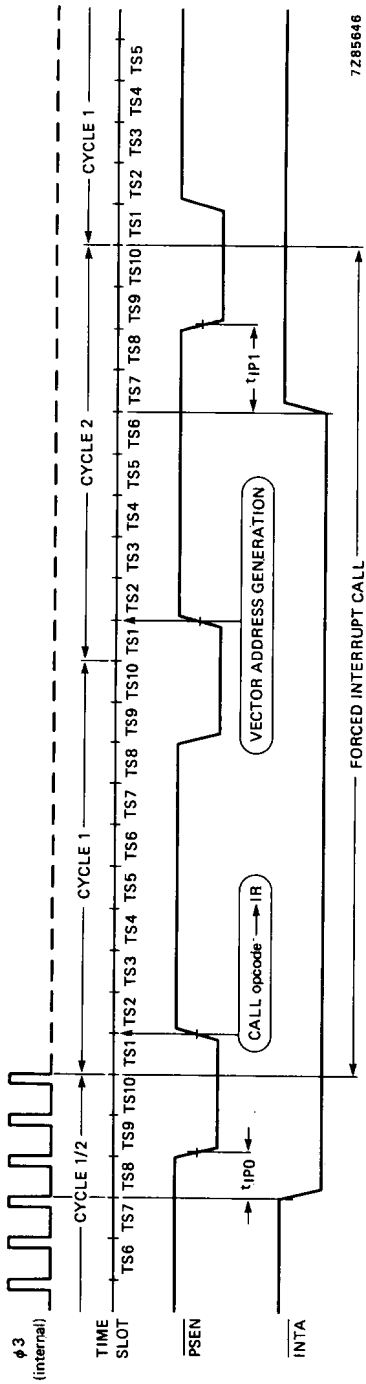 φ3
(internal)
CYCLE 1/2
CYCLE 1
CYCLE 2
CYCLE 1
TIME
SLOT
TS6 TS7 TS8 TS9 TS10 TS1 TS2 TS3 TS4 TS5 TS6 TS7 TS8 TS9 TS10 TS1 TS2 TS3 TS4 TS5 TS6 TS7 TS8 TS9 TS10 TS1 TS2 TS3 TS4 TS5
PSEN
tIP0
CALL opcode → IR
VECTOR ADDRESS GENERATION
tIP1
INTA
FORCED INTERRUPT CALL
7Z85646